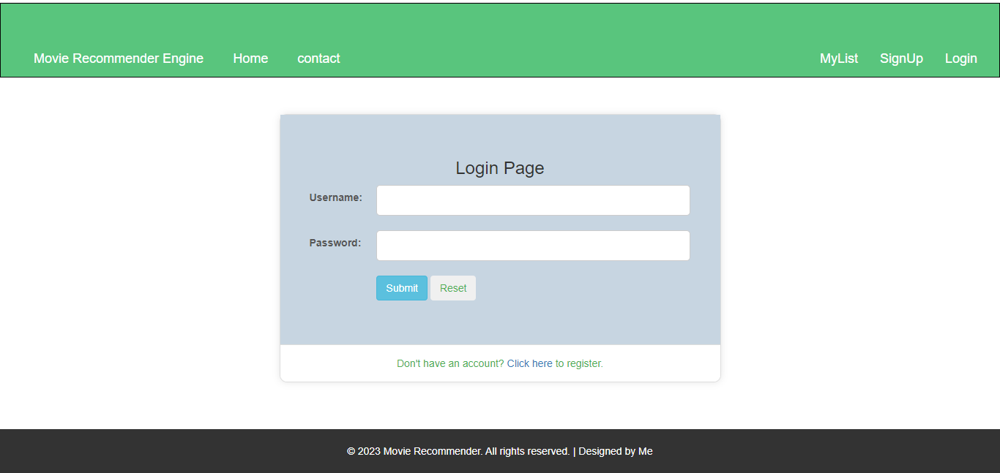 Movie Recommender Engine Home contact MyList SignUp Login
Login Page
Username:
Password:
Submit Reset
Don't have an account? Click here to register.
© 2023 Movie Recommender. All rights reserved. | Designed by Me